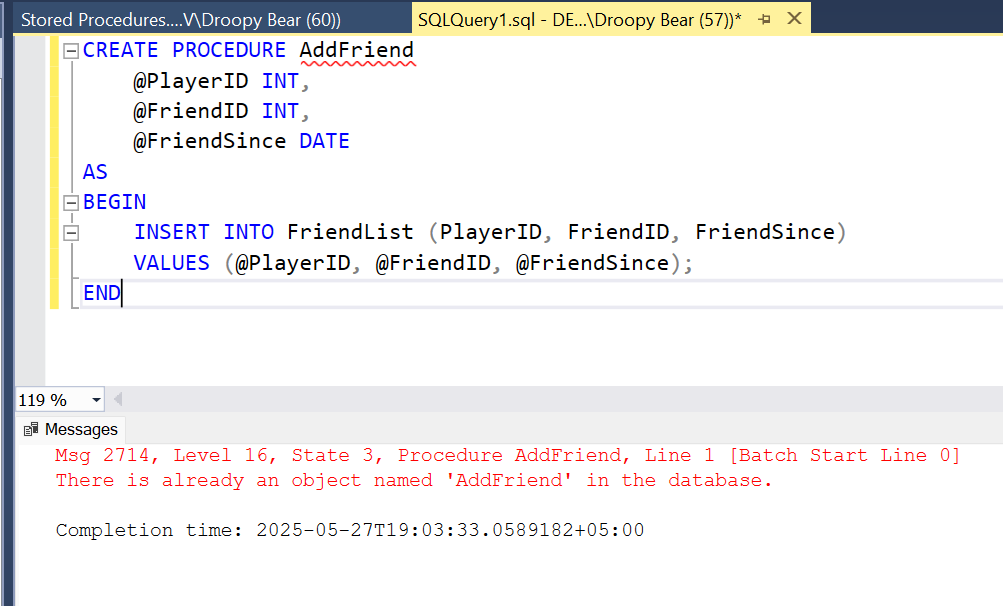 Stored Procedures....V\Droopy Bear (60))
SQLQuery1.sql - DE...\Droopy Bear (57))*
CREATE PROCEDURE AddFriend
@PlayerID INT,
@FriendID INT,
@FriendSince DATE
AS
BEGIN
INSERT INTO FriendList (PlayerID, FriendID, FriendSince)
VALUES (@PlayerID, @FriendID, @FriendSince);
END
119 %
Messages
Msg 2714, Level 16, State 3, Procedure AddFriend, Line 1 [Batch Start Line 0]
There is already an object named 'AddFriend' in the database.
Completion time: 2025-05-27T19:03:33.0589182+05:00